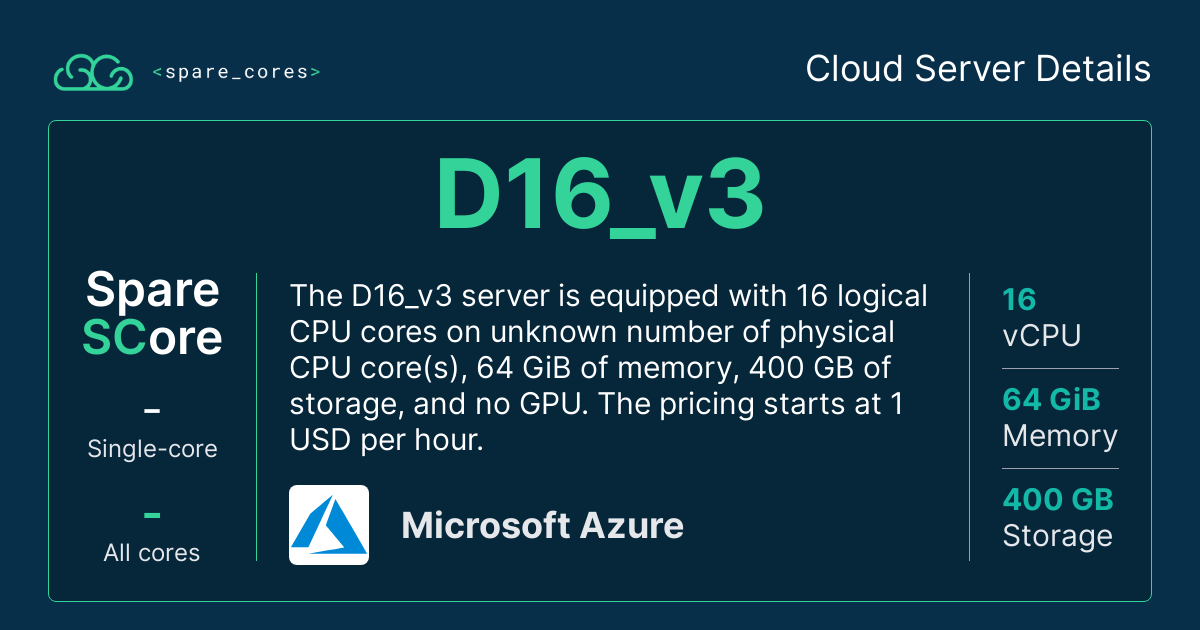 <spare_cores>
Cloud Server Details
D16_v3
Spare
SCore
–
Single-core
–
All cores
The D16_v3 server is equipped with 16 logical
CPU cores on unknown number of physical
CPU core(s), 64 GiB of memory, 400 GB of
storage, and no GPU. The pricing starts at 1
USD per hour.
Microsoft Azure
16
vCPU
64 GiB
Memory
400 GB
Storage